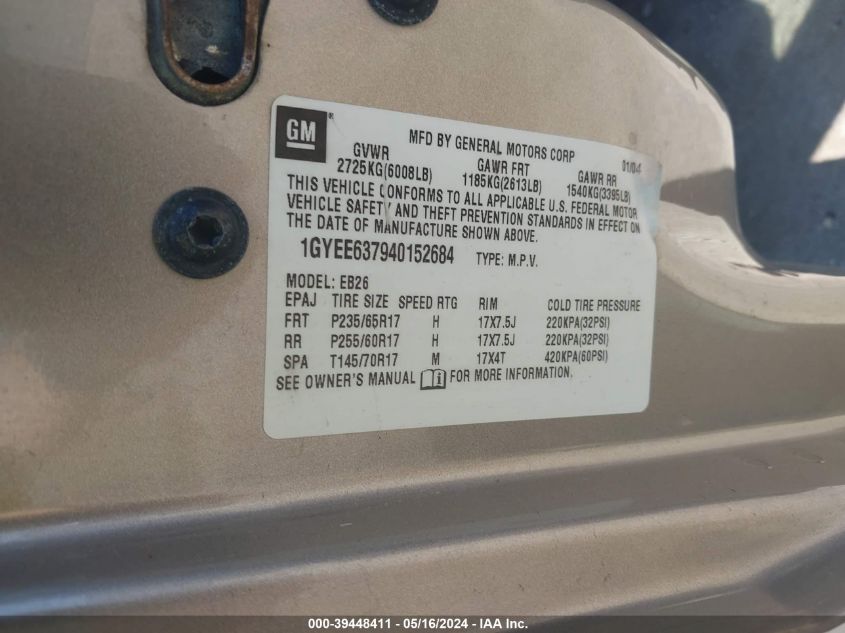 GM ® MFD BY GENERAL MOTORS CORP 01/04
GVWR GAWR FRT GAWR RR
2725KG(6008LB) 1185KG(2613LB) 1540KG(3395LB)
THIS VEHICLE CONFORMS TO ALL APPLICABLE U.S. FEDERAL MOTOR
VEHICLE SAFETY AND THEFT PREVENTION STANDARDS IN EFFECT ON
THE DATE OF MANUFACTURE SHOWN ABOVE.
1GYEE637940152684 TYPE: M.P.V.
MODEL: EB26
EPAJ TIRE SIZE SPEED RTG RIM COLD TIRE PRESSURE
FRT P235/65R17 H 17X7.5J 220KPA(32PSI)
RR P255/60R17 H 17X7.5J 220KPA(32PSI)
SPA T145/70R17 M 17X4T 420KPA(60PSI)
SEE OWNER'S MANUAL i FOR MORE INFORMATION.
000-39448411 - 05/16/2024 - IAA Inc.